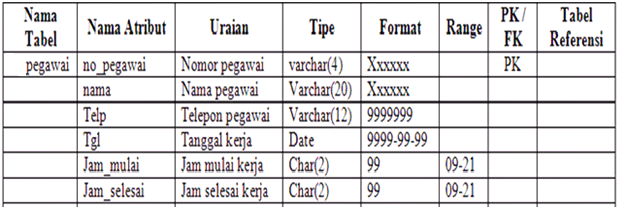 Nama Tabel Nama Atribut Uraian Tipe Format Range PK / FK Tabel Referensi
pegawai no_pegawai Nomor pegawai varchar(4) Xxxxxx PK
nama Nama pegawai Varchar(20) Xxxxxx
Telp Telepon pegawai Varchar(12) 9999999
Tgl Tanggal kerja Date 9999-99-99
Jam_mulai Jam mulai kerja Char(2) 99 09-21
Jam_selesai Jam selesai kerja Char(2) 99 09-21